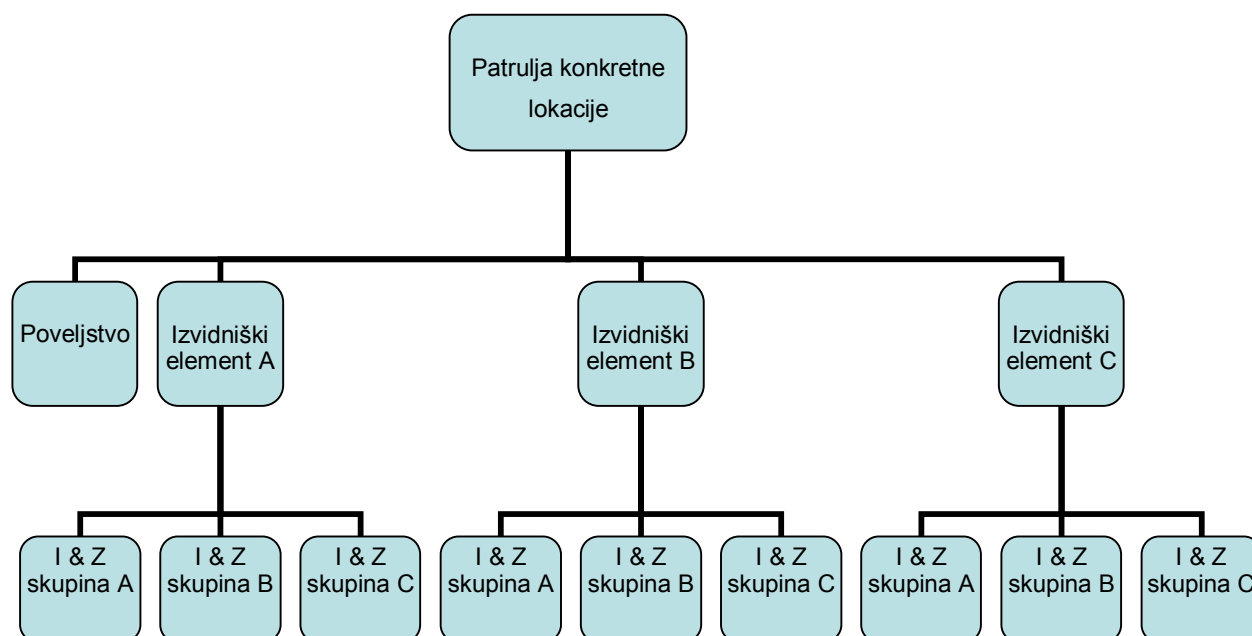 Patrulja konkretne
lokacije
Poveljstvo
Izvidniški
element A
Izvidniški
element B
Izvidniški
element C
I & Z
skupina A
I & Z
skupina B
I & Z
skupina C
I & Z
skupina A
I & Z
skupina B
I & Z
skupina C
I & Z
skupina A
I & Z
skupina B
I & Z
skupina C